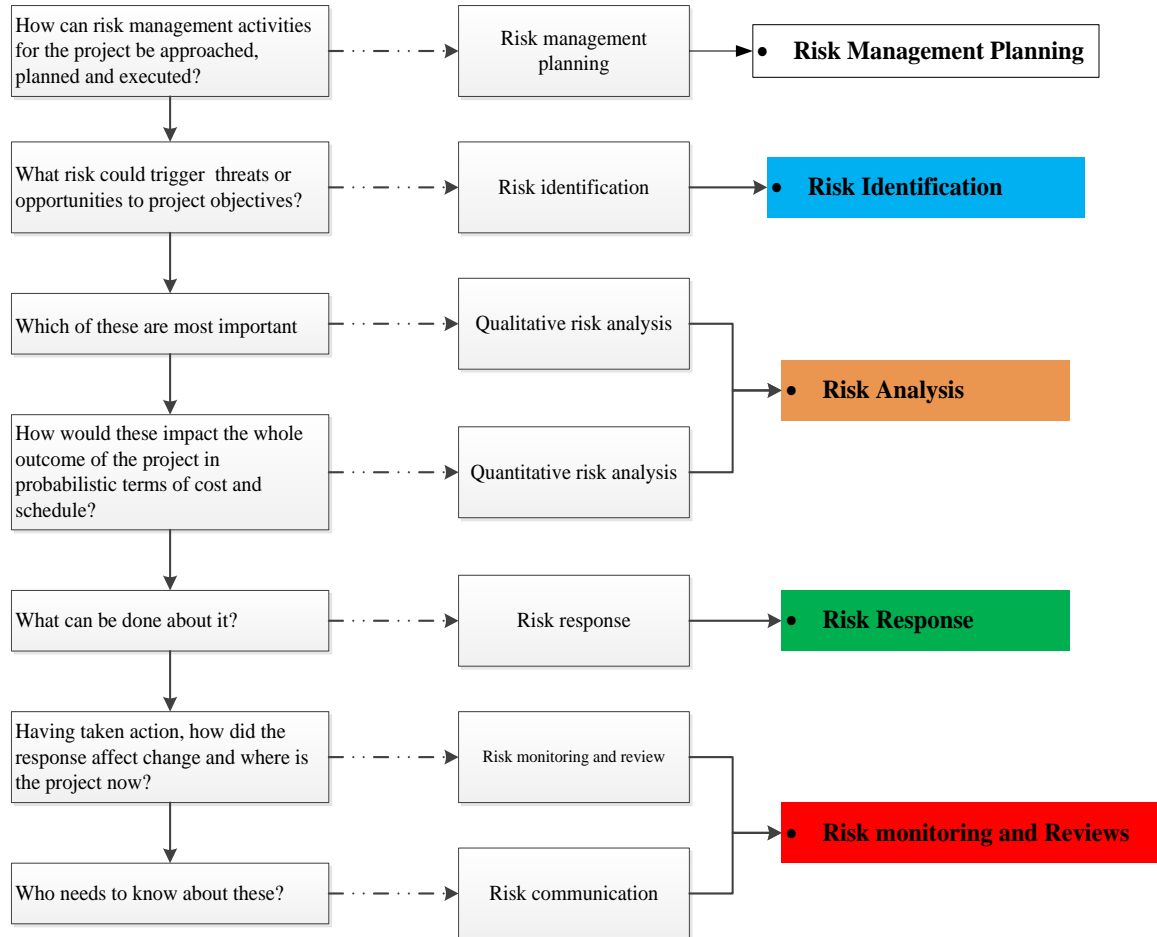 How can risk management activities
for the project be approached,
planned and executed?
Risk management
planning
• Risk Management Planning
What risk could trigger threats or
opportunities to project objectives?
Risk identification
• Risk Identification
Which of these are most important
Qualitative risk analysis
• Risk Analysis
How would these impact the whole
outcome of the project in
probabilistic terms of cost and
schedule?
Quantitative risk analysis
What can be done about it?
Risk response
• Risk Response
Having taken action, how did the
response affect change and where is
the project now?
Risk monitoring and review
• Risk monitoring and Reviews
Who needs to know about these?
Risk communication